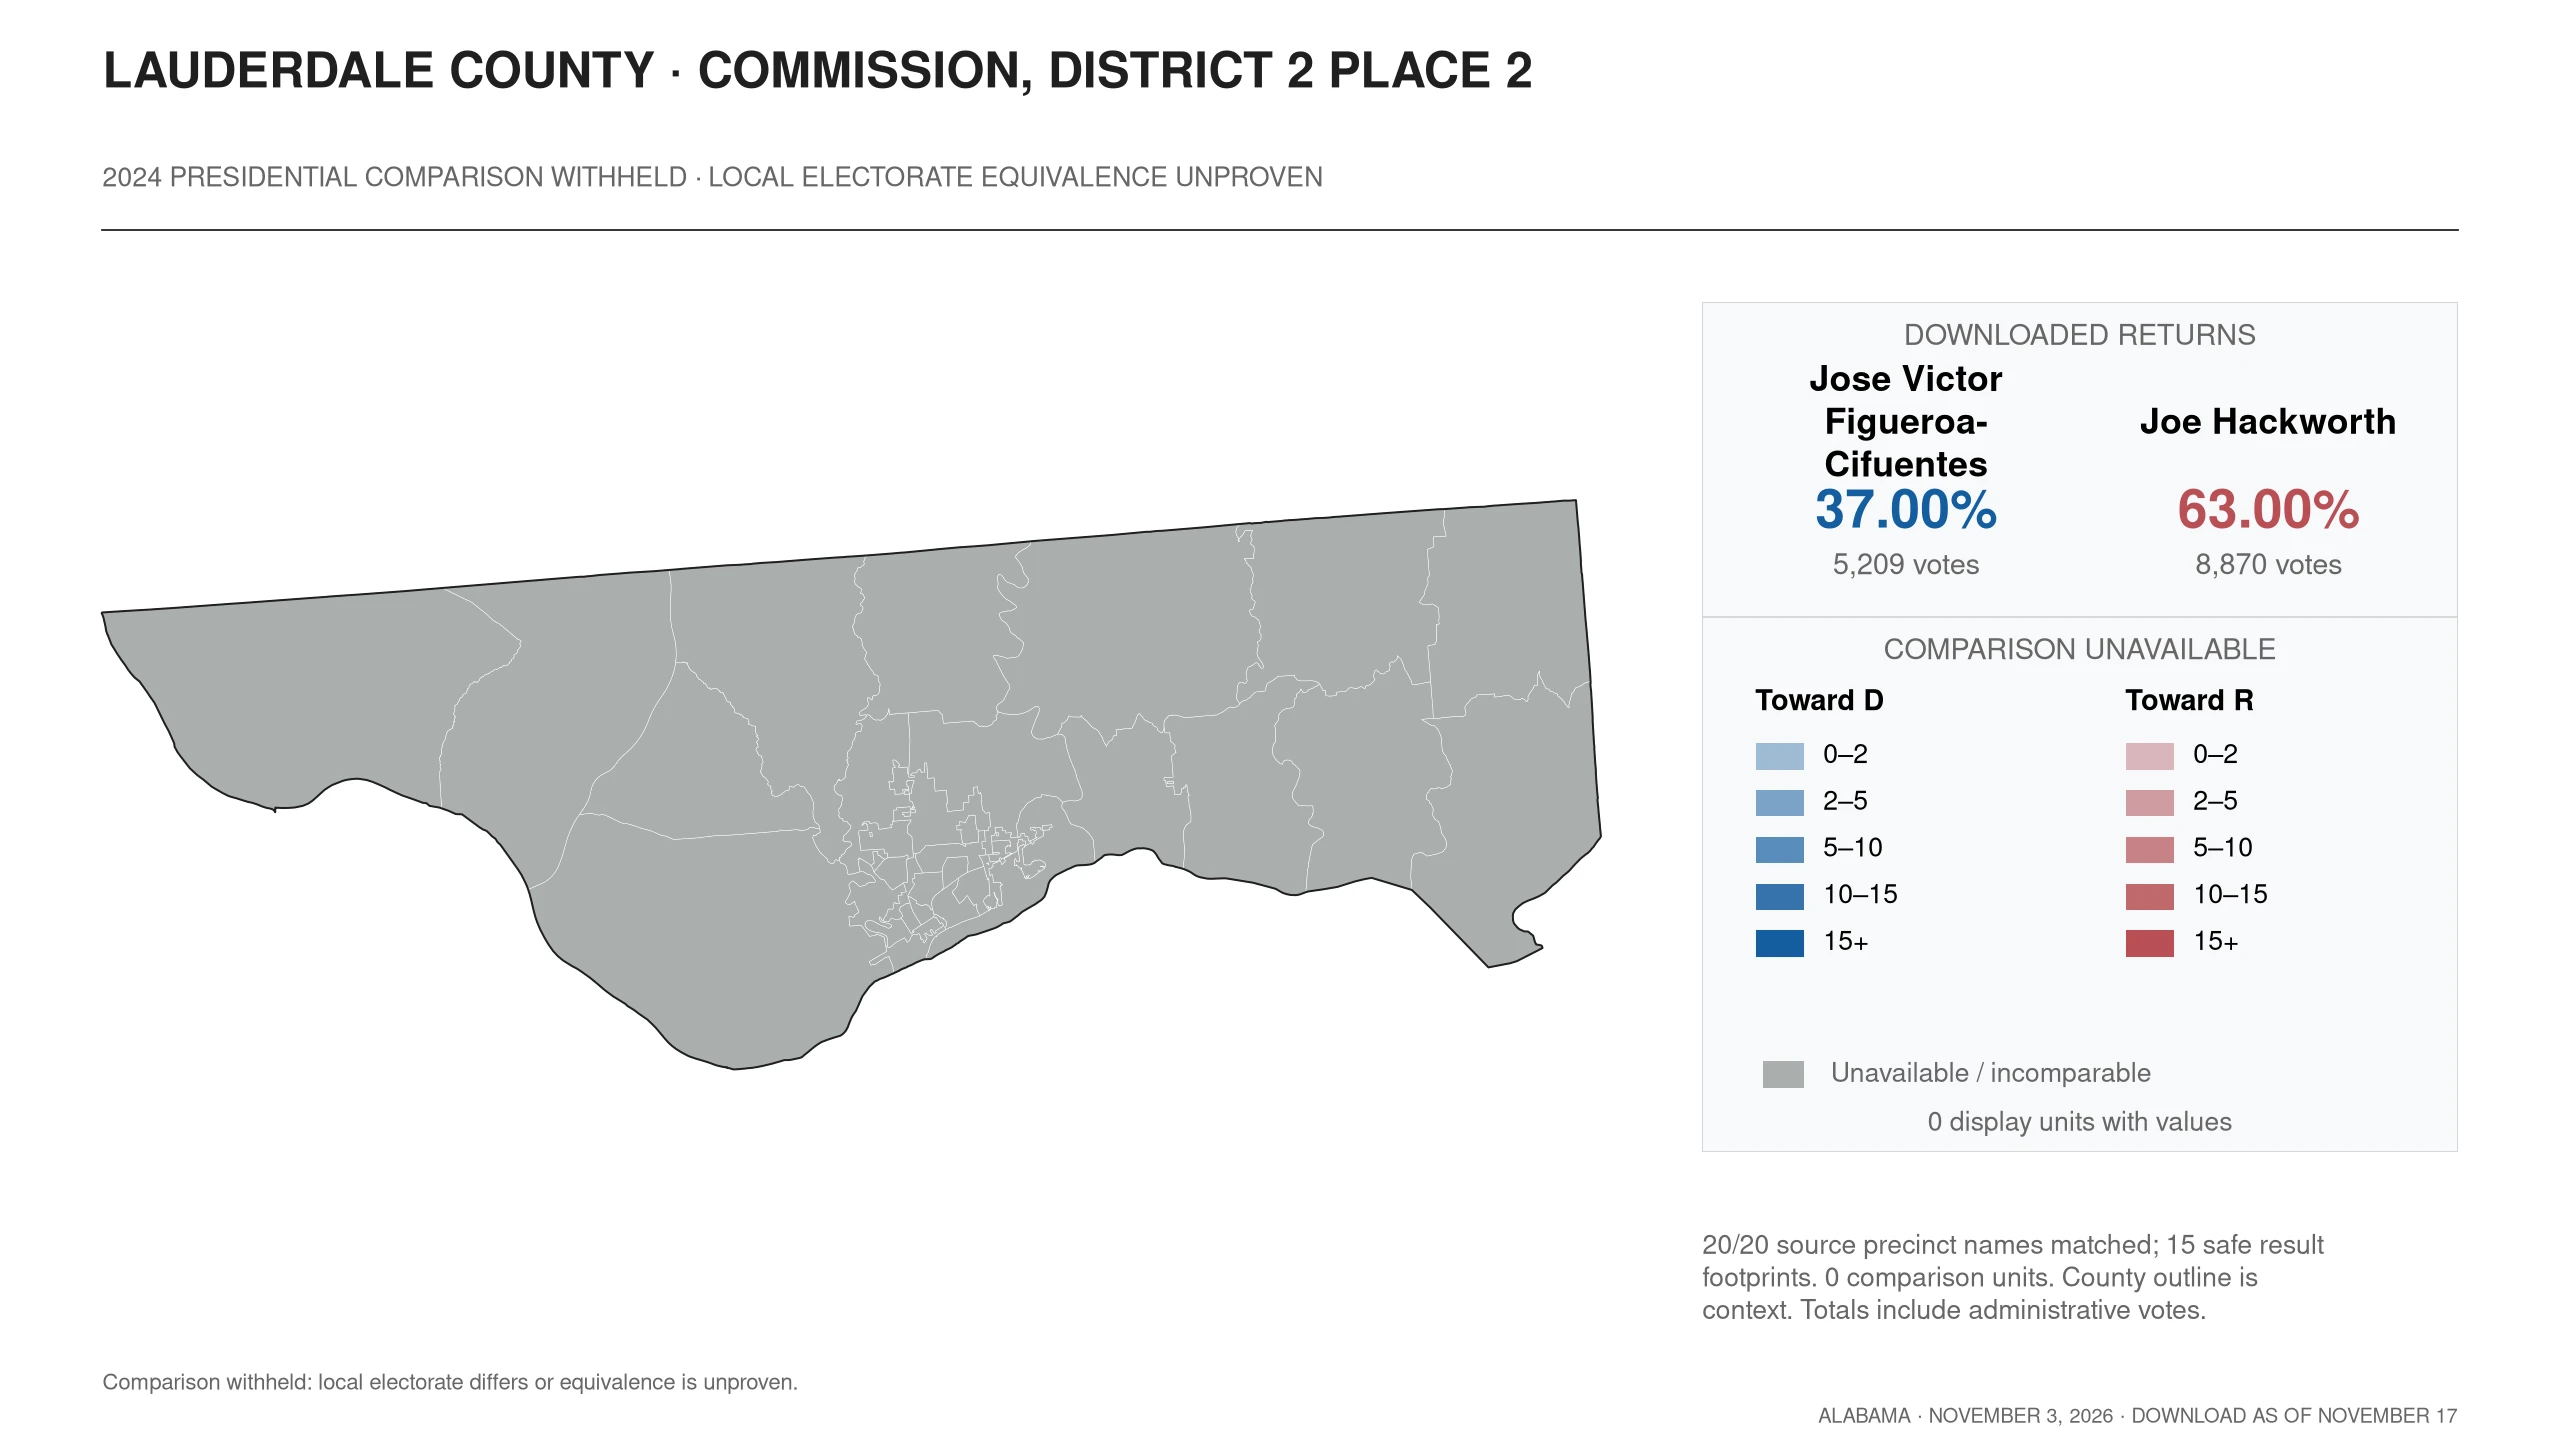 LAUDERDALE COUNTY · COMMISSION, DISTRICT 2 PLACE 2
2024 PRESIDENTIAL COMPARISON WITHHELD · LOCAL ELECTORATE EQUIVALENCE UNPROVEN
DOWNLOADED RETURNS
Jose Victor
Figueroa-
Cifuentes
37.00%
5,209 votes
Joe Hackworth
63.00%
8,870 votes
COMPARISON UNAVAILABLE
Toward D
0–2
2–5
5–10
10–15
15+
Toward R
0–2
2–5
5–10
10–15
15+
Unavailable / incomparable
0 display units with values
20/20 source precinct names matched; 15 safe result
footprints. 0 comparison units. County outline is
context. Totals include administrative votes.
Comparison withheld: local electorate differs or equivalence is unproven.
ALABAMA · NOVEMBER 3, 2026 · DOWNLOAD AS OF NOVEMBER 17